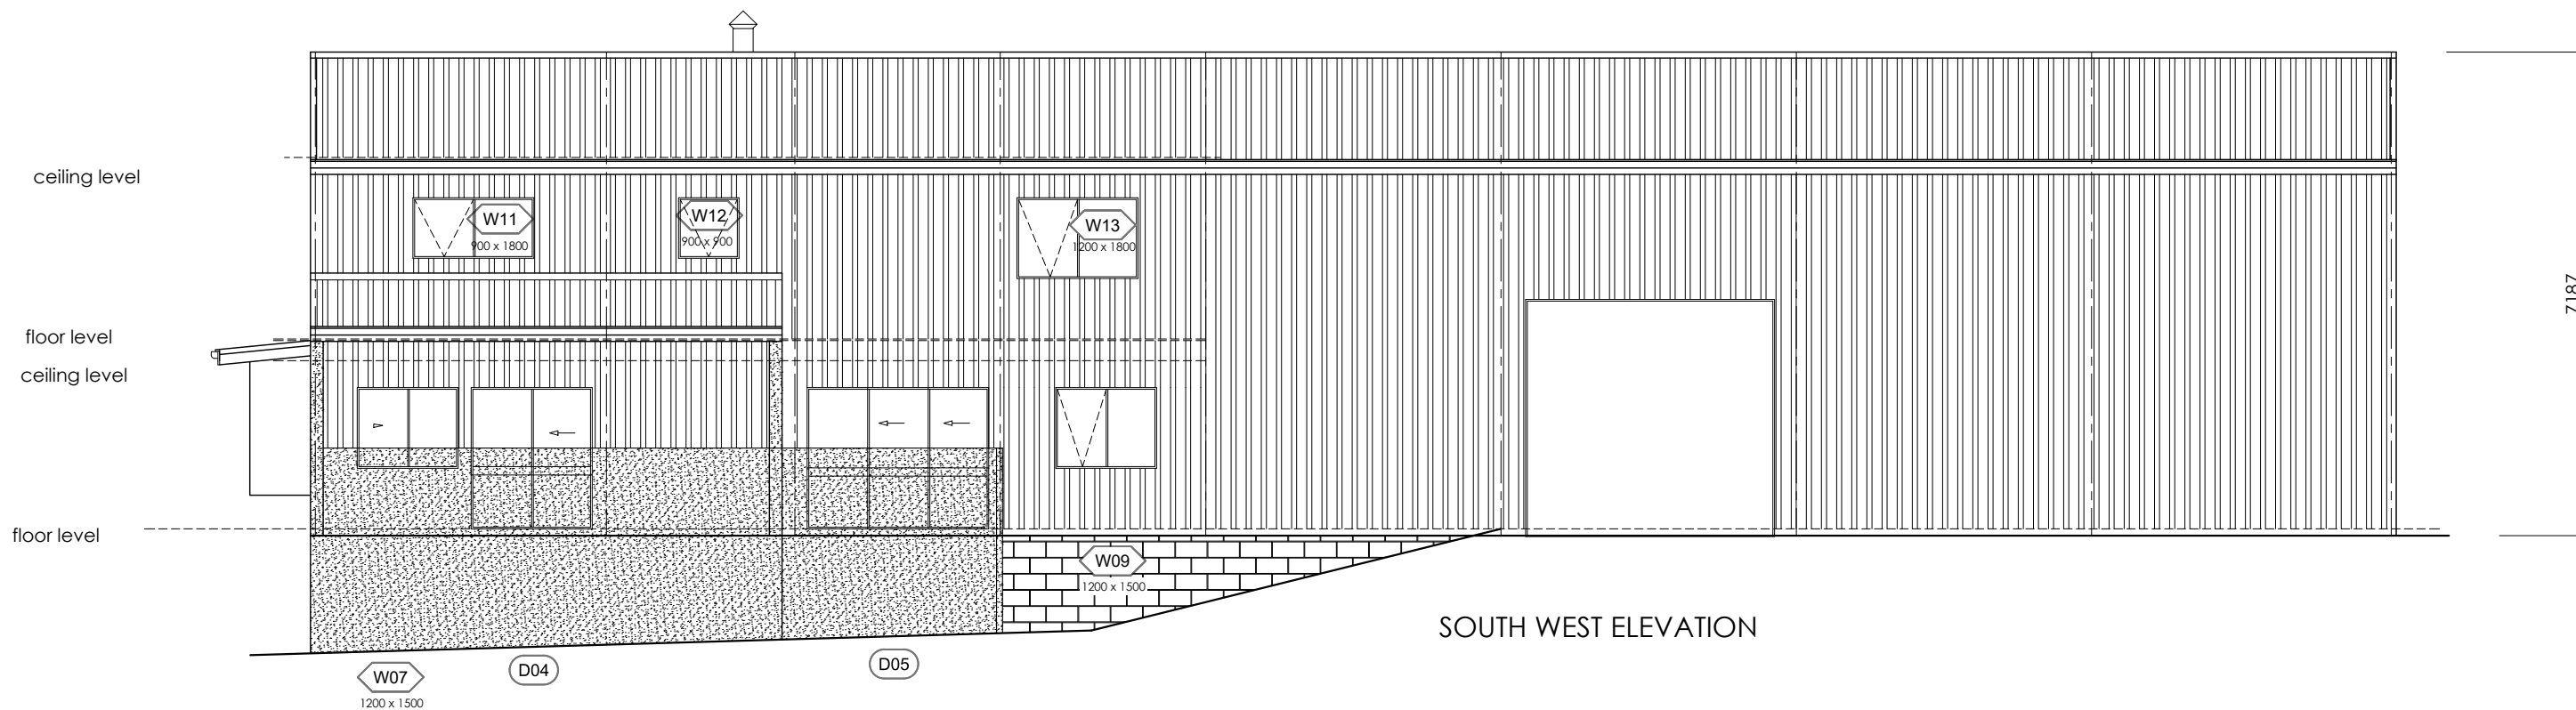 ceiling level
W11
900 x 1800
W12
900 x 900
W13
1200 x 1800
7187
floor level
ceiling level
floor level
W09
1200 x 1500
SOUTH WEST ELEVATION
W07
1200 x 1500
D04
D05